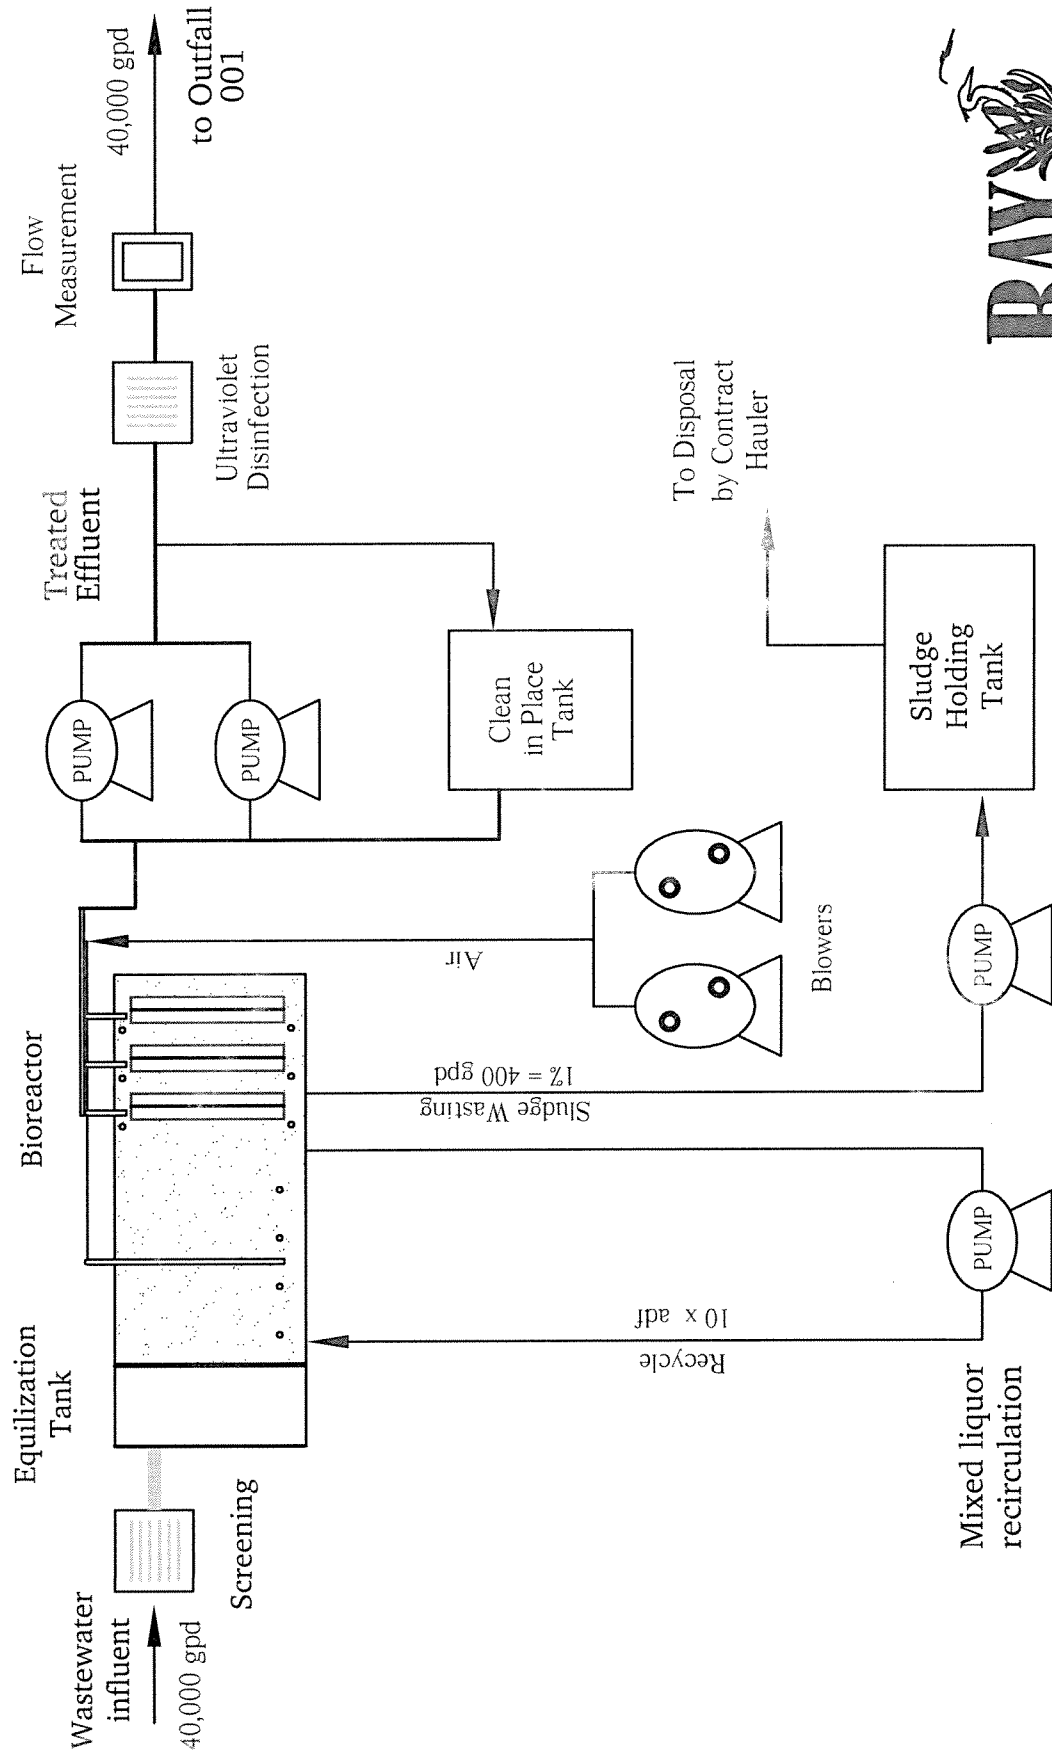 Wastewater
influent
40,000 gpd
Screening
Equilization
Tank
Bioreactor
Treated
Effluent
Ultraviolet
Disinfection
Flow
Measurement
40,000 gpd
to Outfall
001
PUMP
PUMP
Clean
in Place
Tank
Air
Blowers
Sludge Wasting
1% = 400 gpd
Recycle
10 x adf
Mixed liquor
recirculation
PUMP
PUMP
Sludge
Holding
Tank
To Disposal
by Contract
Hauler
BAY